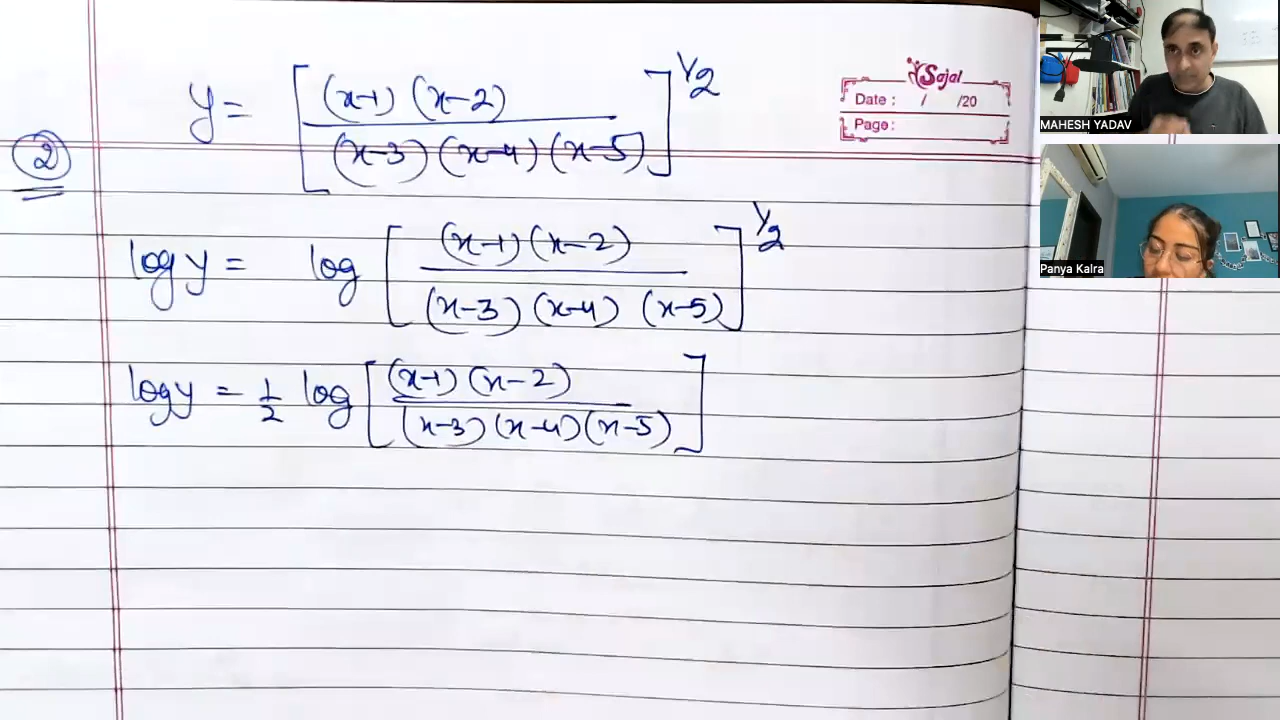 y = [(x-1)(x-2) / (x-3)(x-4)(x-5)]^1/2
Sajal
Date : / /20
Page :
MAHESH YADAV
2
log y = log [(x-1)(x-2) / (x-3)(x-4)(x-5)]^1/2
Panya Kalra
log y = 1/2 log [(x-1)(x-2) / (x-3)(x-4)(x-5)]